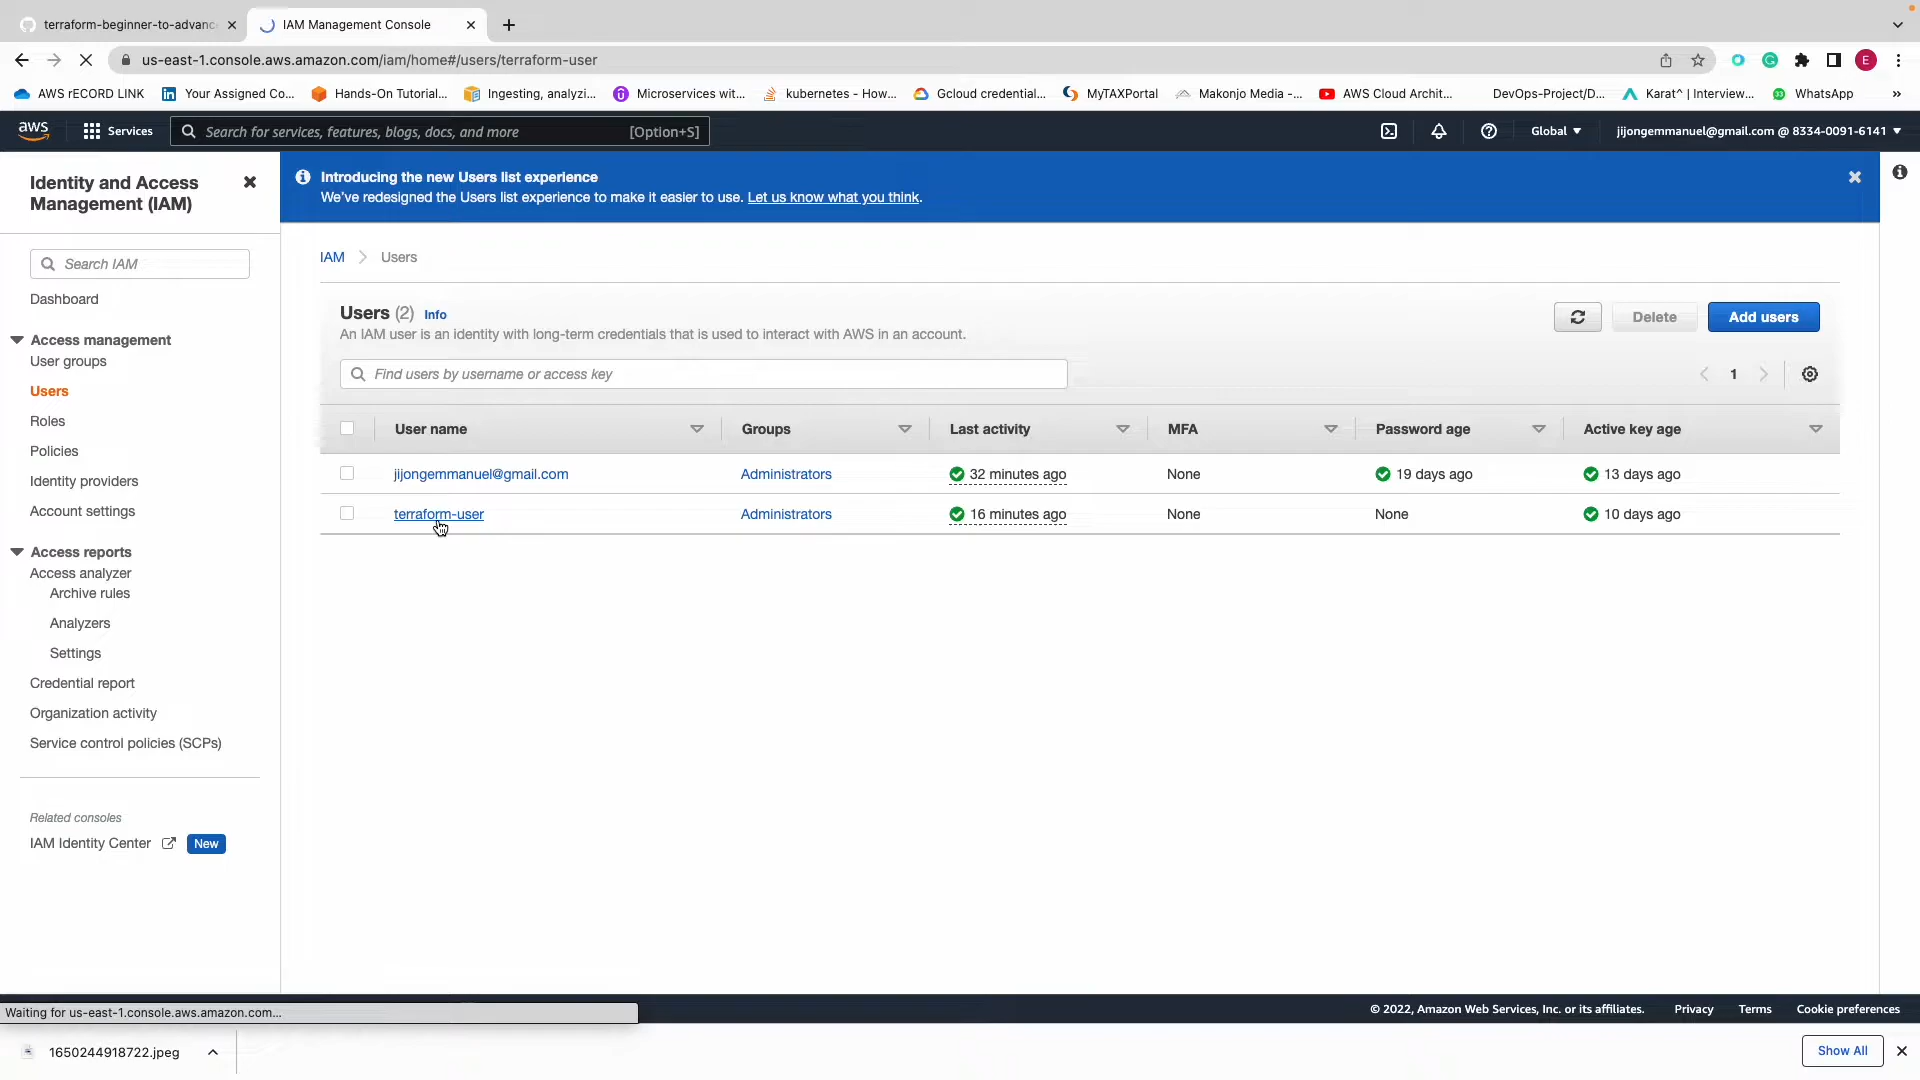 terraform-beginner-to-advanc
IAM Management Console
us-east-1.console.aws.amazon.com/iam/home#/users/terraform-user
E
AWS rECORD LINK
Your Assigned Co...
Hands-On Tutorial...
Ingesting, analyzi...
Microservices wit...
kubernetes - How...
Gcloud credential...
MyTAXPortal
Makonjo Media -...
AWS Cloud Archit...
DevOps-Project/D...
Karat^ | Interview...
WhatsApp
»
aws
Services
Search for services, features, blogs, docs, and more
[Option+S]
Global
jijongemmanuel@gmail.com @ 8334-0091-6141
Identity and Access
Management (IAM)
Search IAM
Dashboard
Access management
User groups
Users
Roles
Policies
Identity providers
Account settings
Access reports
Access analyzer
Archive rules
Analyzers
Settings
Credential report
Organization activity
Service control policies (SCPs)
Related consoles
IAM Identity Center
New
Introducing the new Users list experience
We've redesigned the Users list experience to make it easier to use. Let us know what you think.
IAM
Users
Users (2) Info
An IAM user is an identity with long-term credentials that is used to interact with AWS in an account.
Delete
Add users
Find users by username or access key
1
User name
Groups
Last activity
MFA
Password age
Active key age
jijongemmanuel@gmail.com
Administrators
32 minutes ago
None
19 days ago
13 days ago
terraform-user
Administrators
16 minutes ago
None
None
10 days ago
Waiting for us-east-1.console.aws.amazon.com...
© 2022, Amazon Web Services, Inc. or its affiliates.
Privacy
Terms
Cookie preferences
1650244918722.jpeg
Show All